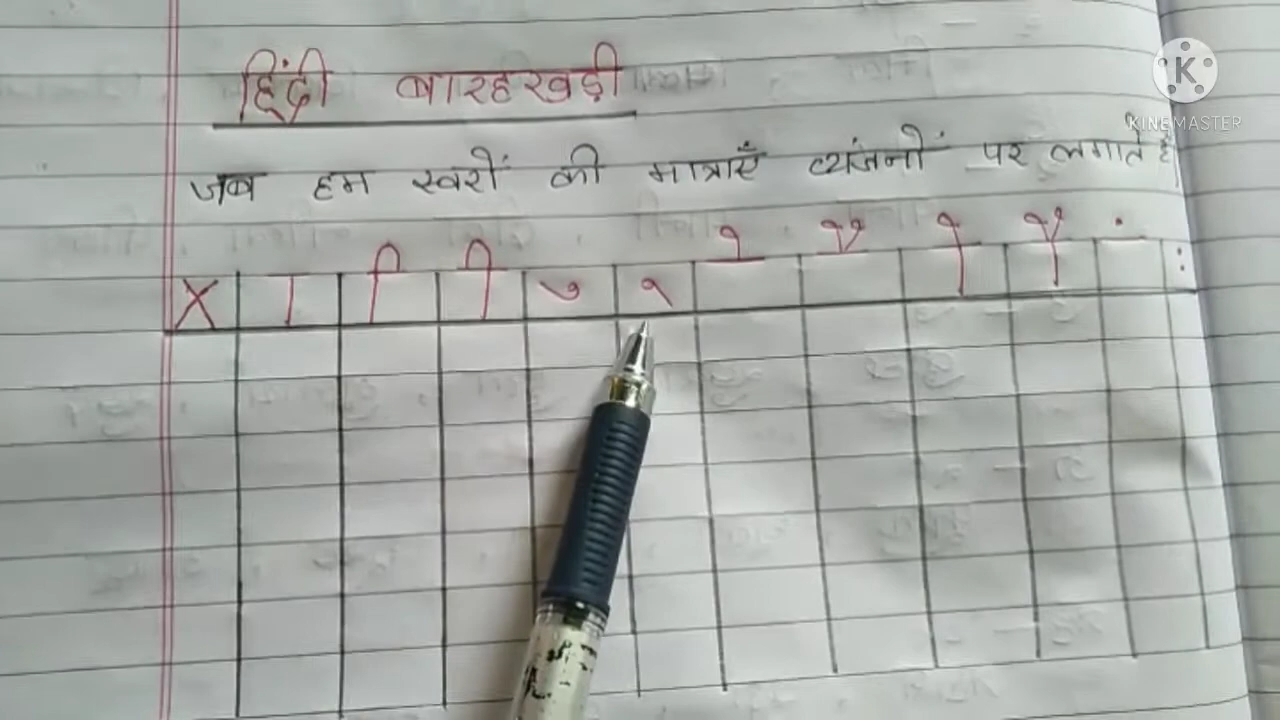 हिंदी बारहखड़ी
जब हम स्वरों की मात्राएँ व्यंजनों पर लगाते है
X ा ि ी ु ू े ै ो ौ ं ः
K
KINEMASTER